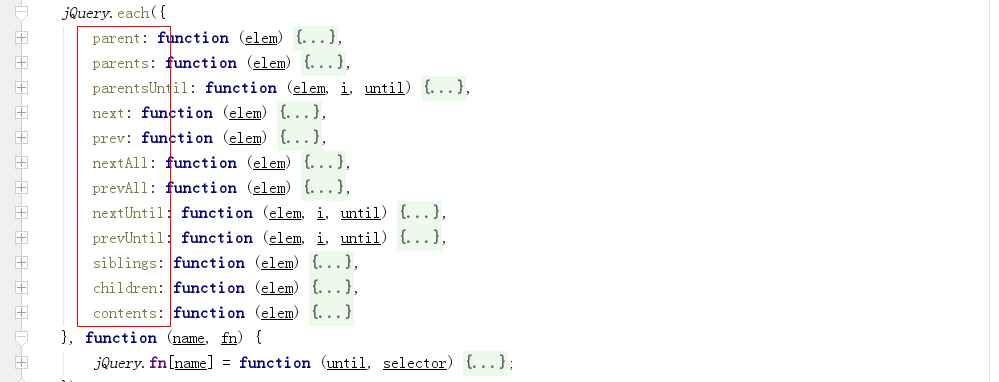 jQuery.each({
parent: function (elem) {...},
parents: function (elem) {...},
parentsUntil: function (elem, i, until) {...},
next: function (elem) {...},
prev: function (elem) {...},
nextAll: function (elem) {...},
prevAll: function (elem) {...},
nextUntil: function (elem, i, until) {...},
prevUntil: function (elem, i, until) {...},
siblings: function (elem) {...},
children: function (elem) {...},
contents: function (elem) {...}
}, function (name, fn) {
jQuery.fn[name] = function (until, selector) {...};